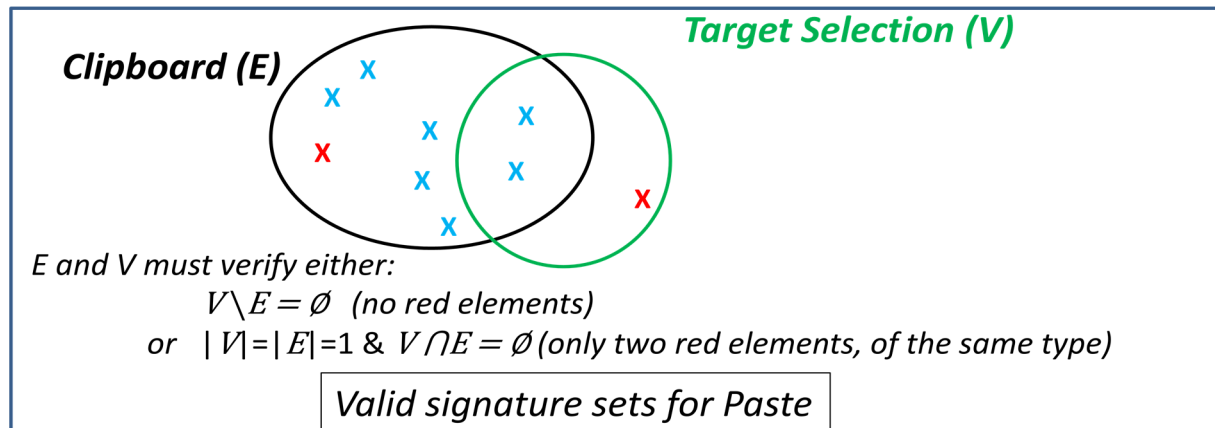 Target Selection (V)
Clipboard (E)
X
X
X
X
X
X
X
X
X
E and V must verify either:
V\E = Ø (no red elements)
or |V|=|E|=1 & V∩E = Ø (only two red elements, of the same type)
Valid signature sets for Paste